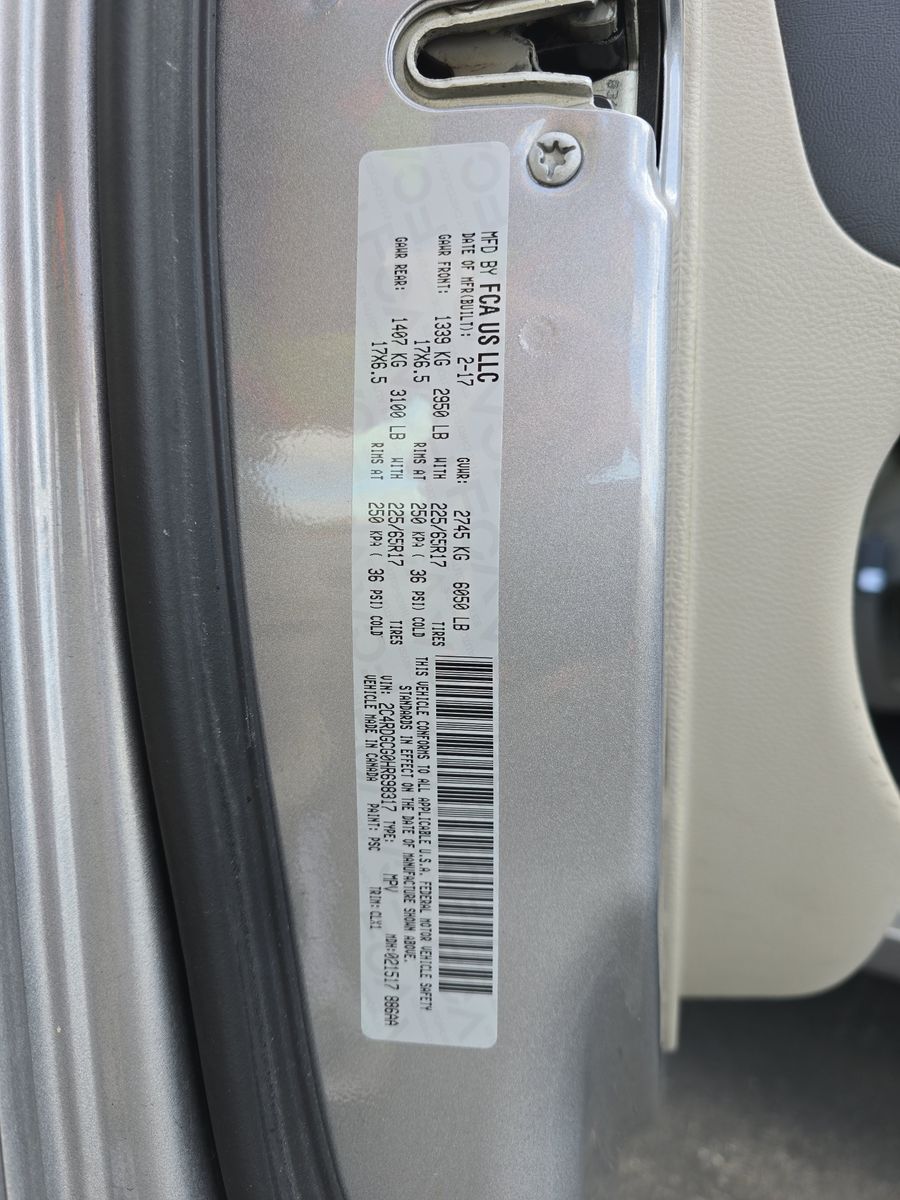 MFD BY FCA US LLC
DATE OF MFR(BUILT): 2-17 GVWR: 2745 KG 6050 LB
GAWR FRONT: 1339 KG 2950 LB WITH 225/65R17 TIRES
17X6.5 RIMS AT 250 KPA ( 36 PSI) COLD
GAWR REAR: 1407 KG 3100 LB WITH 225/65R17 TIRES
17X6.5 RIMS AT 250 KPA ( 36 PSI) COLD
THIS VEHICLE CONFORMS TO ALL APPLICABLE U.S.A. FEDERAL MOTOR VEHICLE SAFETY
STANDARDS IN EFFECT ON THE DATE OF MANUFACTURE SHOWN ABOVE.
VIN: 2C4RDGCG0HR698317 TYPE: MPV MDH:021517 886AA
VEHICLE MADE IN CANADA PAINT: PSC TRIM: CLX1